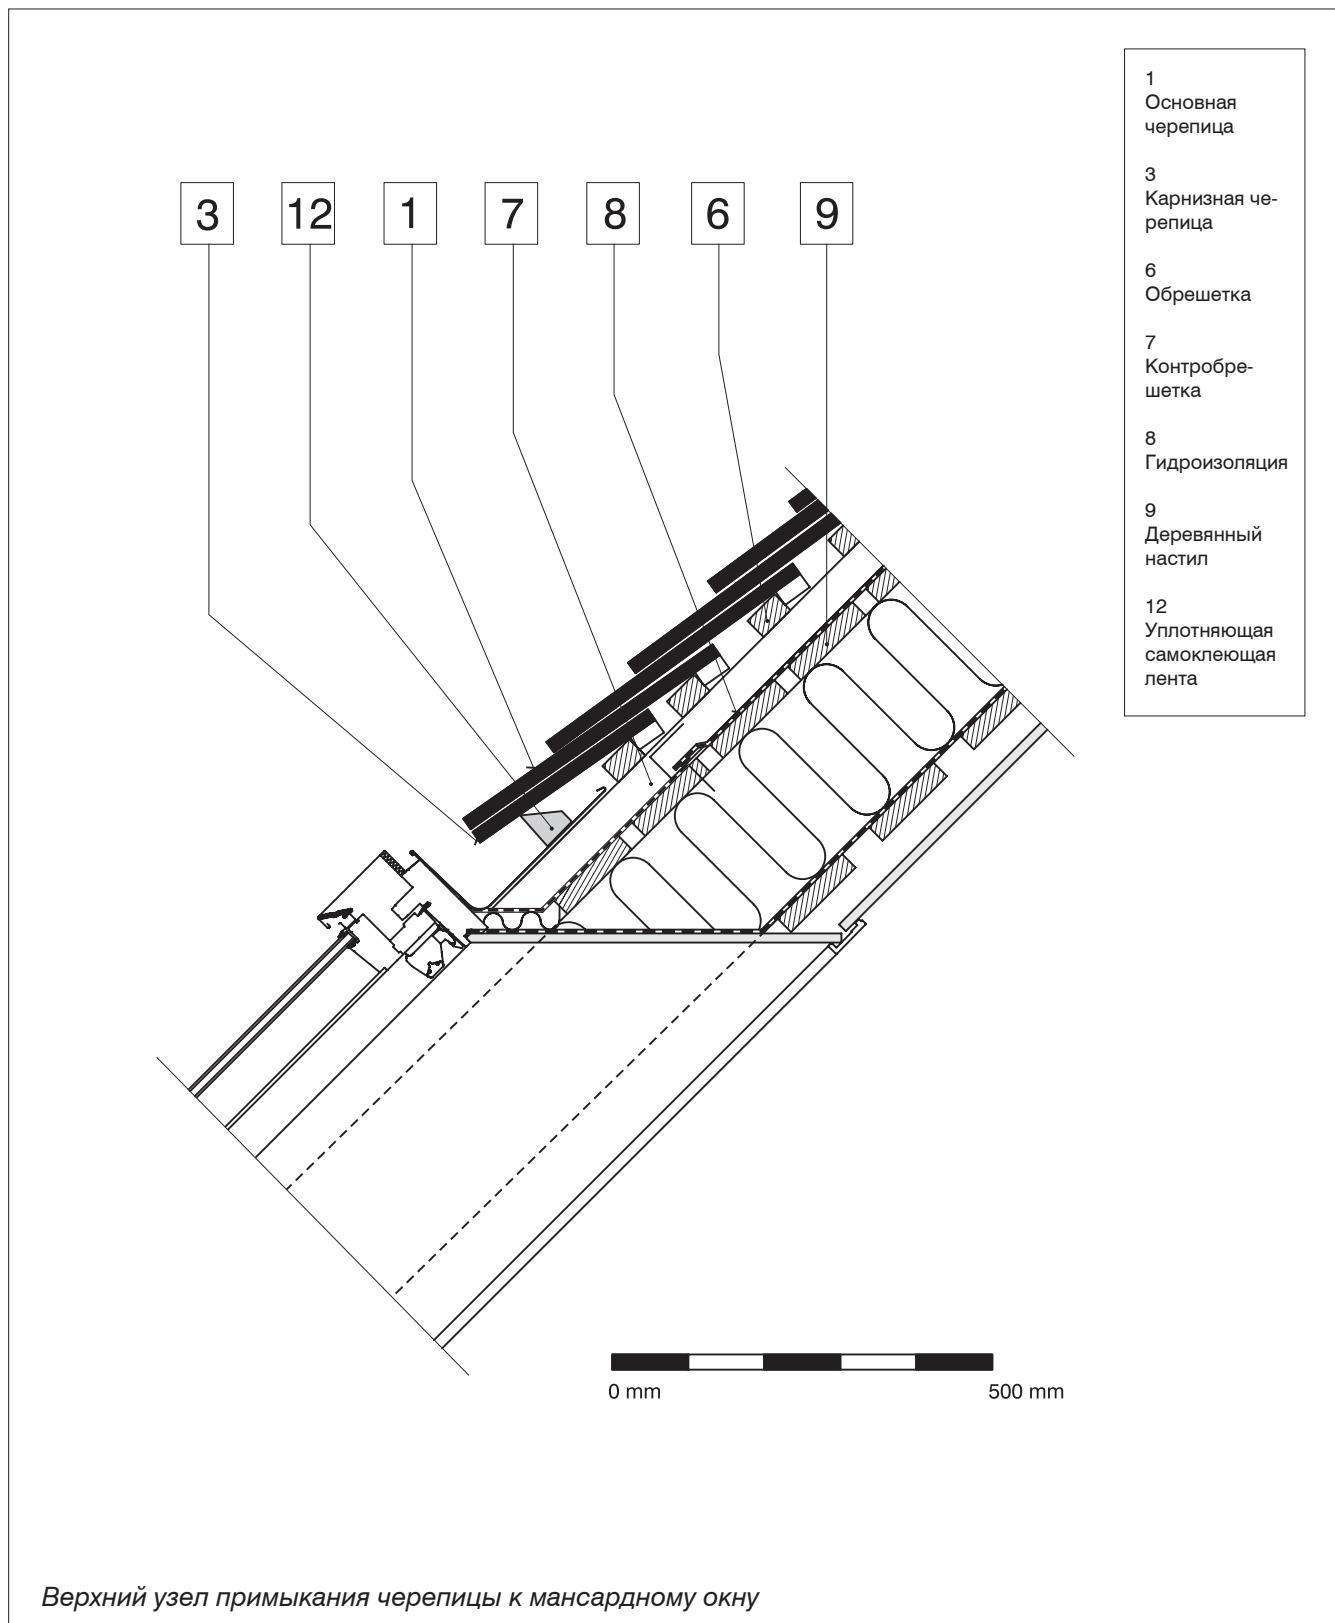 1
Основная
черепица
3
Карнизная че-
репица
6
Обрешетка
7
Контробре-
шетка
8
Гидроизоляция
9
Деревянный
настил
12
Уплотняющая
самоклеющая
лента
3 12 1 7 8 6 9
0 mm 500 mm
Верхний узел примыкания черепицы к мансардному окну